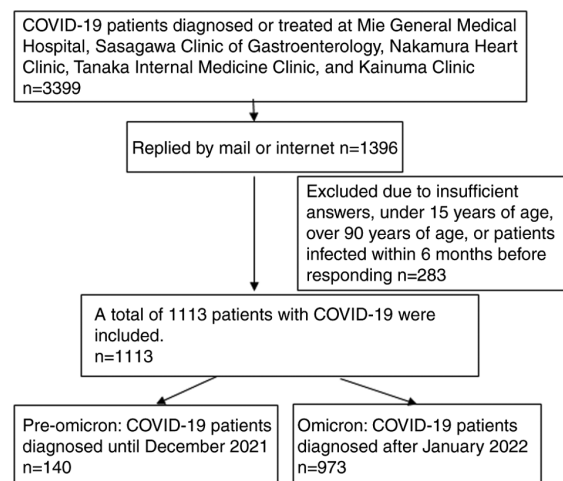 COVID-19 patients diagnosed or treated at Mie General Medical
Hospital, Sasagawa Clinic of Gastroenterology, Nakamura Heart
Clinic, Tanaka Internal Medicine Clinic, and Kainuma Clinic
n=3399
Replied by mail or internet n=1396
Excluded due to insufficient
answers, under 15 years of age,
over 90 years of age, or patients
infected within 6 months before
responding n=283
A total of 1113 patients with COVID-19 were
included.
n=1113
Pre-omicron: COVID-19 patients
diagnosed until December 2021
n=140
Omicron: COVID-19 patients
diagnosed after January 2022
n=973